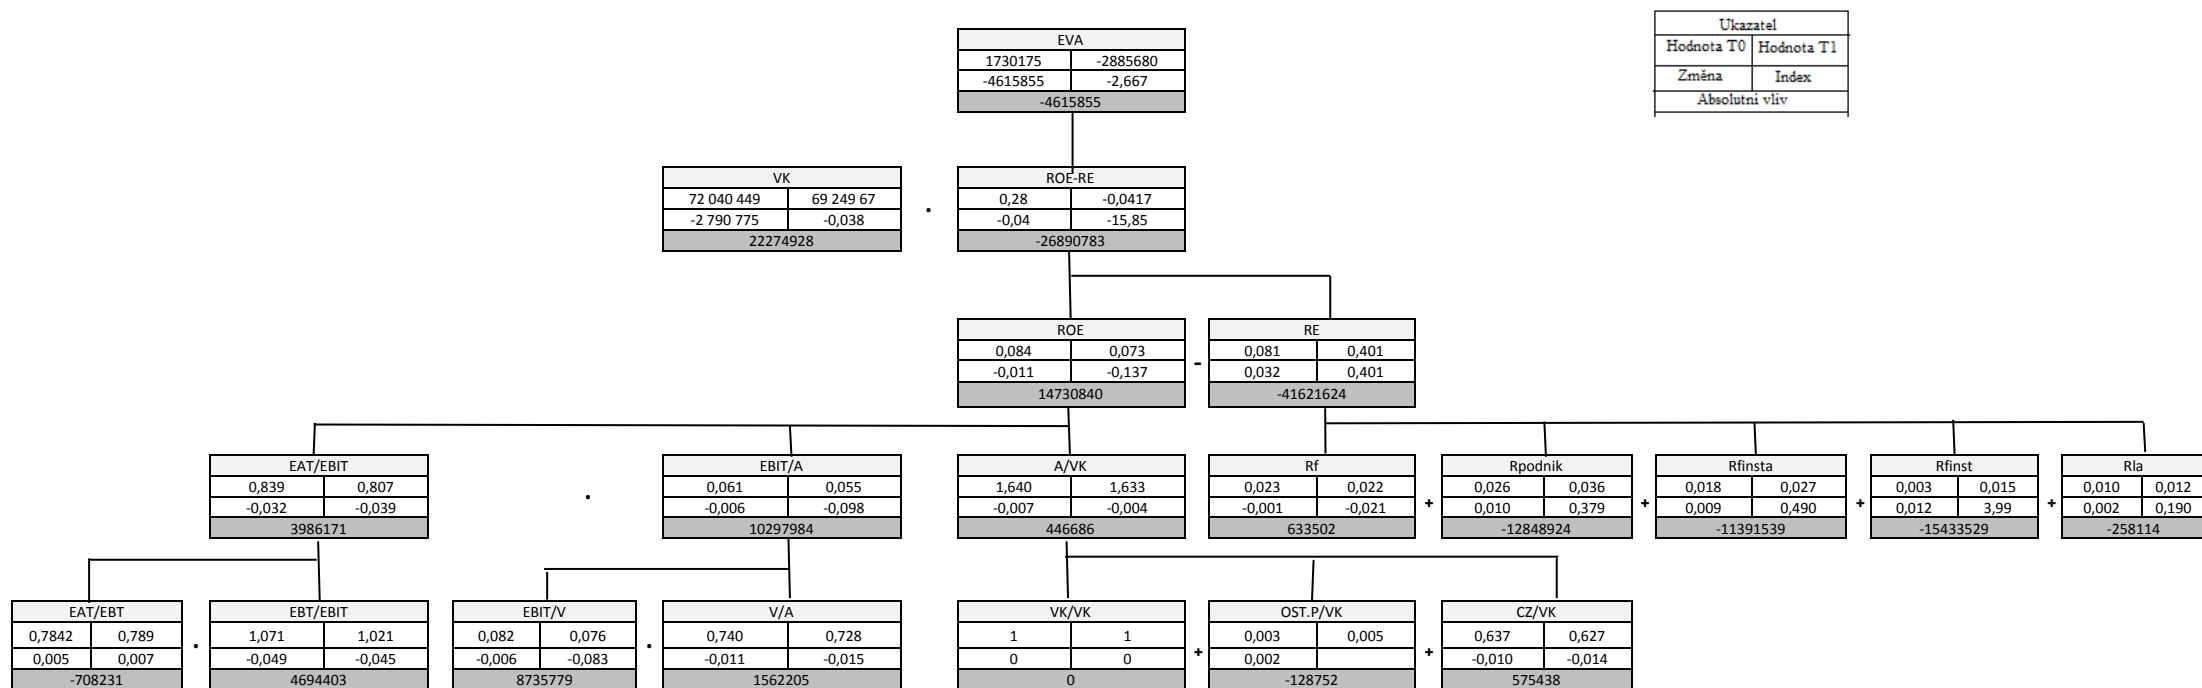 Ukazatel
Hodnota T0 Hodnota T1
Změna Index
Absolutní vliv
EVA
1730175 -2885680
-4615855 -2,667
-4615855
VK
72 040 449 69 249 67
-2 790 775 -0,038
22274928
.
ROE-RE
0,28 -0,0417
-0,04 -15,85
-26890783
ROE
0,084 0,073
-0,011 -0,137
14730840
-
RE
0,081 0,401
0,032 0,401
-41621624
EAT/EBIT
0,839 0,807
-0,032 -0,039
3986171
.
EBIT/A
0,061 0,055
-0,006 -0,098
10297984
A/VK
1,640 1,633
-0,007 -0,004
446686
Rf
0,023 0,022
-0,001 -0,021
633502
+
Rpodnik
0,026 0,036
0,010 0,379
-12848924
+
Rfinsta
0,018 0,027
0,009 0,490
-11391539
+
Rfinst
0,003 0,015
0,012 3,99
-15433529
+
Rla
0,010 0,012
0,002 0,190
-258114
EAT/EBT
0,7842 0,789
0,005 0,007
-708231
.
EBT/EBIT
1,071 1,021
-0,049 -0,045
4694403
EBIT/V
0,082 0,076
-0,006 -0,083
8735779
.
V/A
0,740 0,728
-0,011 -0,015
1562205
VK/VK
1 1
0 0
0
+
OST.P/VK
0,003 0,005
0,002
-128752
+
CZ/VK
0,637 0,627
-0,010 -0,014
575438